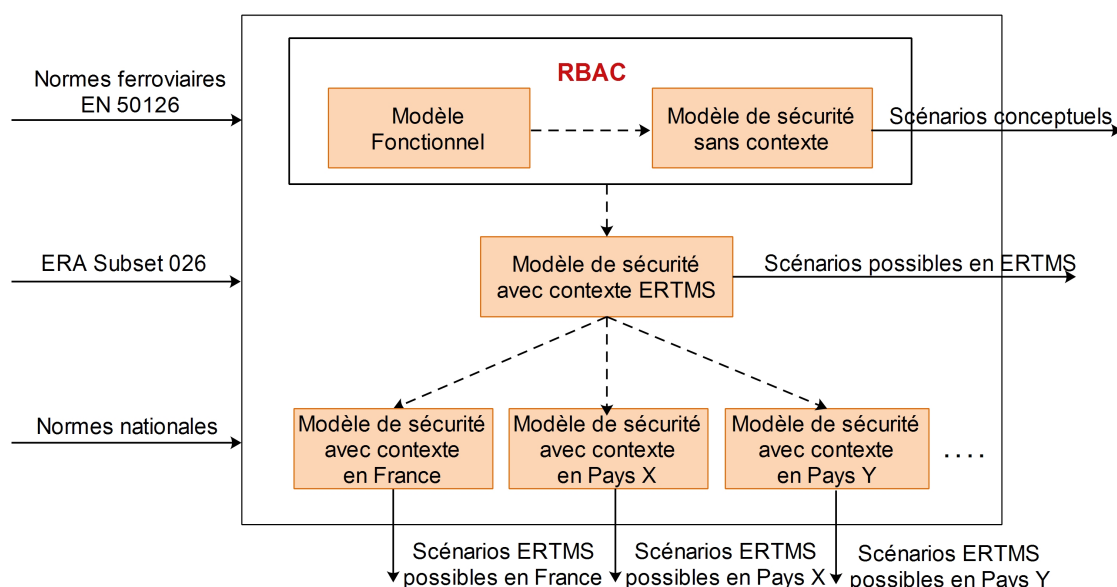 RBAC
Normes ferroviaires
EN 50126
Modèle
Fonctionnel
Modèle de sécurité
sans contexte
Scénarios conceptuels
ERA Subset 026
Modèle de sécurité
avec contexte ERTMS
Scénarios possibles en ERTMS
Normes nationales
Modèle de sécurité
avec contexte
en France
Modèle de sécurité
avec contexte
en Pays X
Modèle de sécurité
avec contexte
en Pays Y
....
Scénarios ERTMS
possibles en France
Scénarios ERTMS
possibles en Pays X
Scénarios ERTMS
possibles en Pays Y